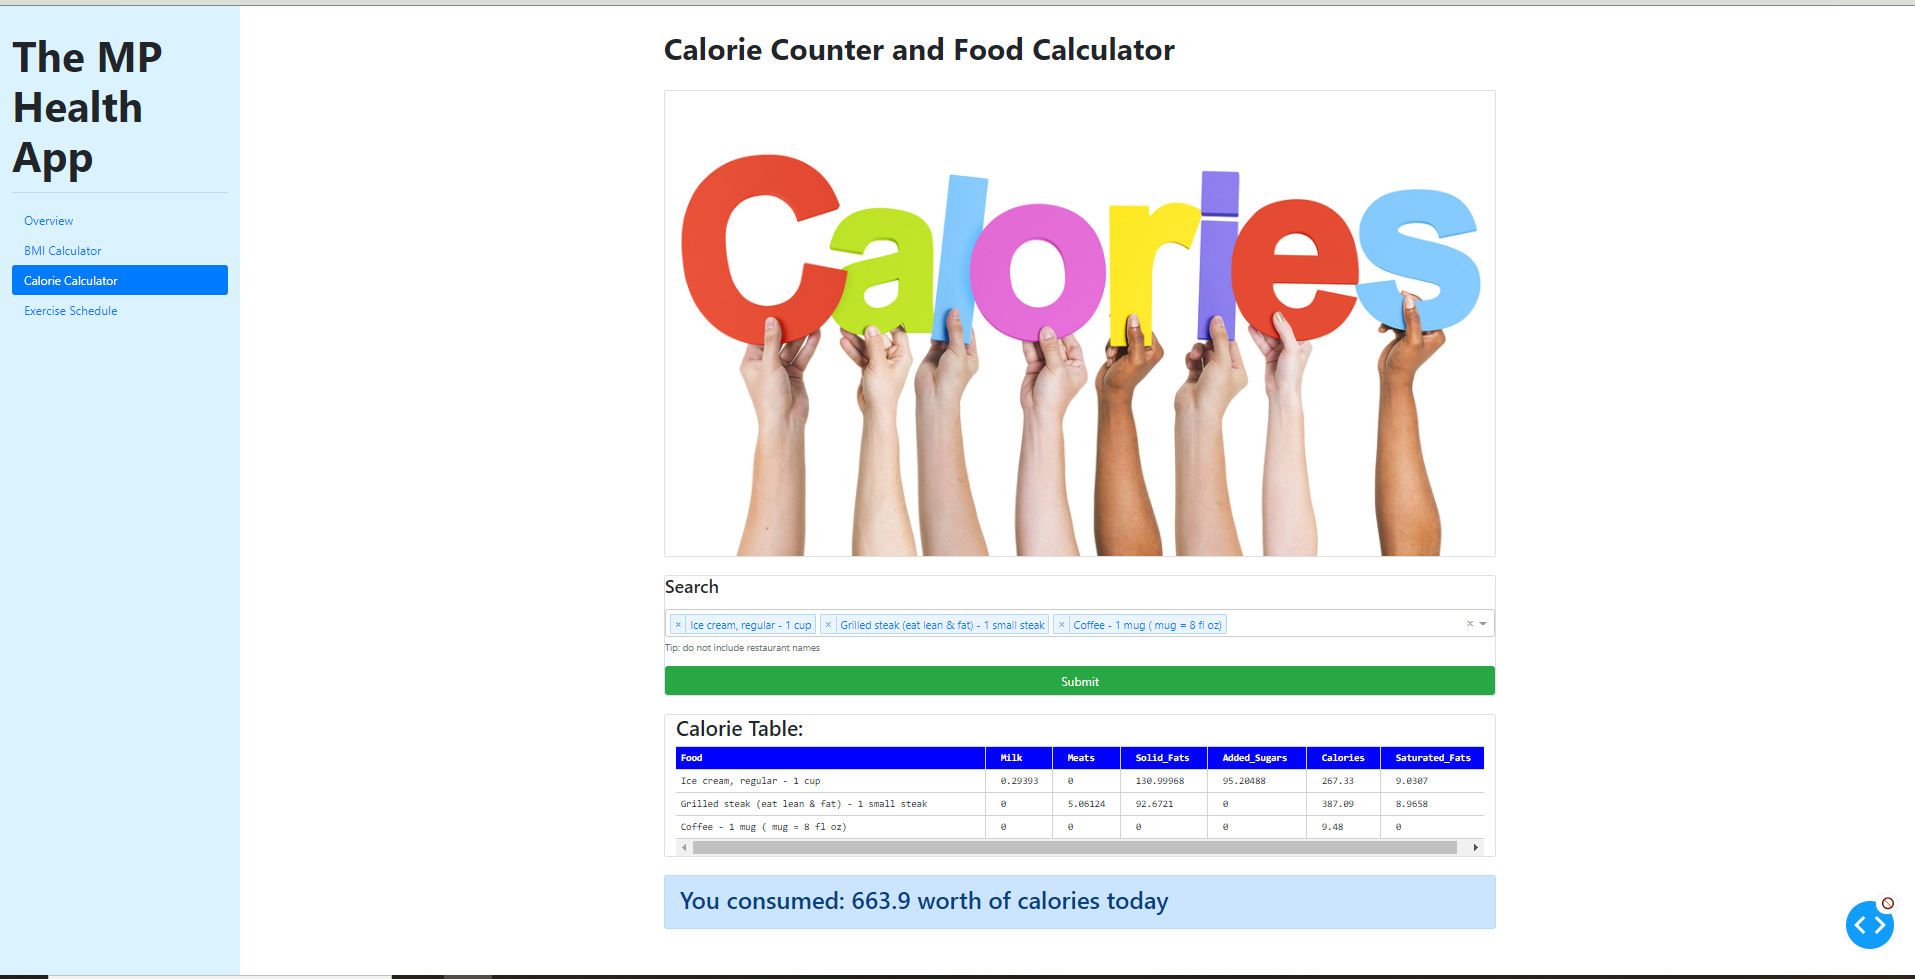 The MP
Health
App
Overview
BMI Calculator
Calorie Calculator
Exercise Schedule
Calorie Counter and Food Calculator
Calories
Search
× Ice cream, regular - 1 cup × Grilled steak (eat lean & fat) - 1 small steak × Coffee - 1 mug ( mug = 8 fl oz) ×
Tip: do not include restaurant names
Submit
Calorie Table:
Food Milk Meats Solid_Fats Added_Sugars Calories Saturated_Fats
Ice cream, regular - 1 cup 0.29393 0 130.99968 95.20488 267.33 9.0307
Grilled steak (eat lean & fat) - 1 small steak 0 5.06124 92.6721 0 387.09 8.9658
Coffee - 1 mug ( mug = 8 fl oz) 0 0 0 0 9.48 0
You consumed: 663.9 worth of calories today